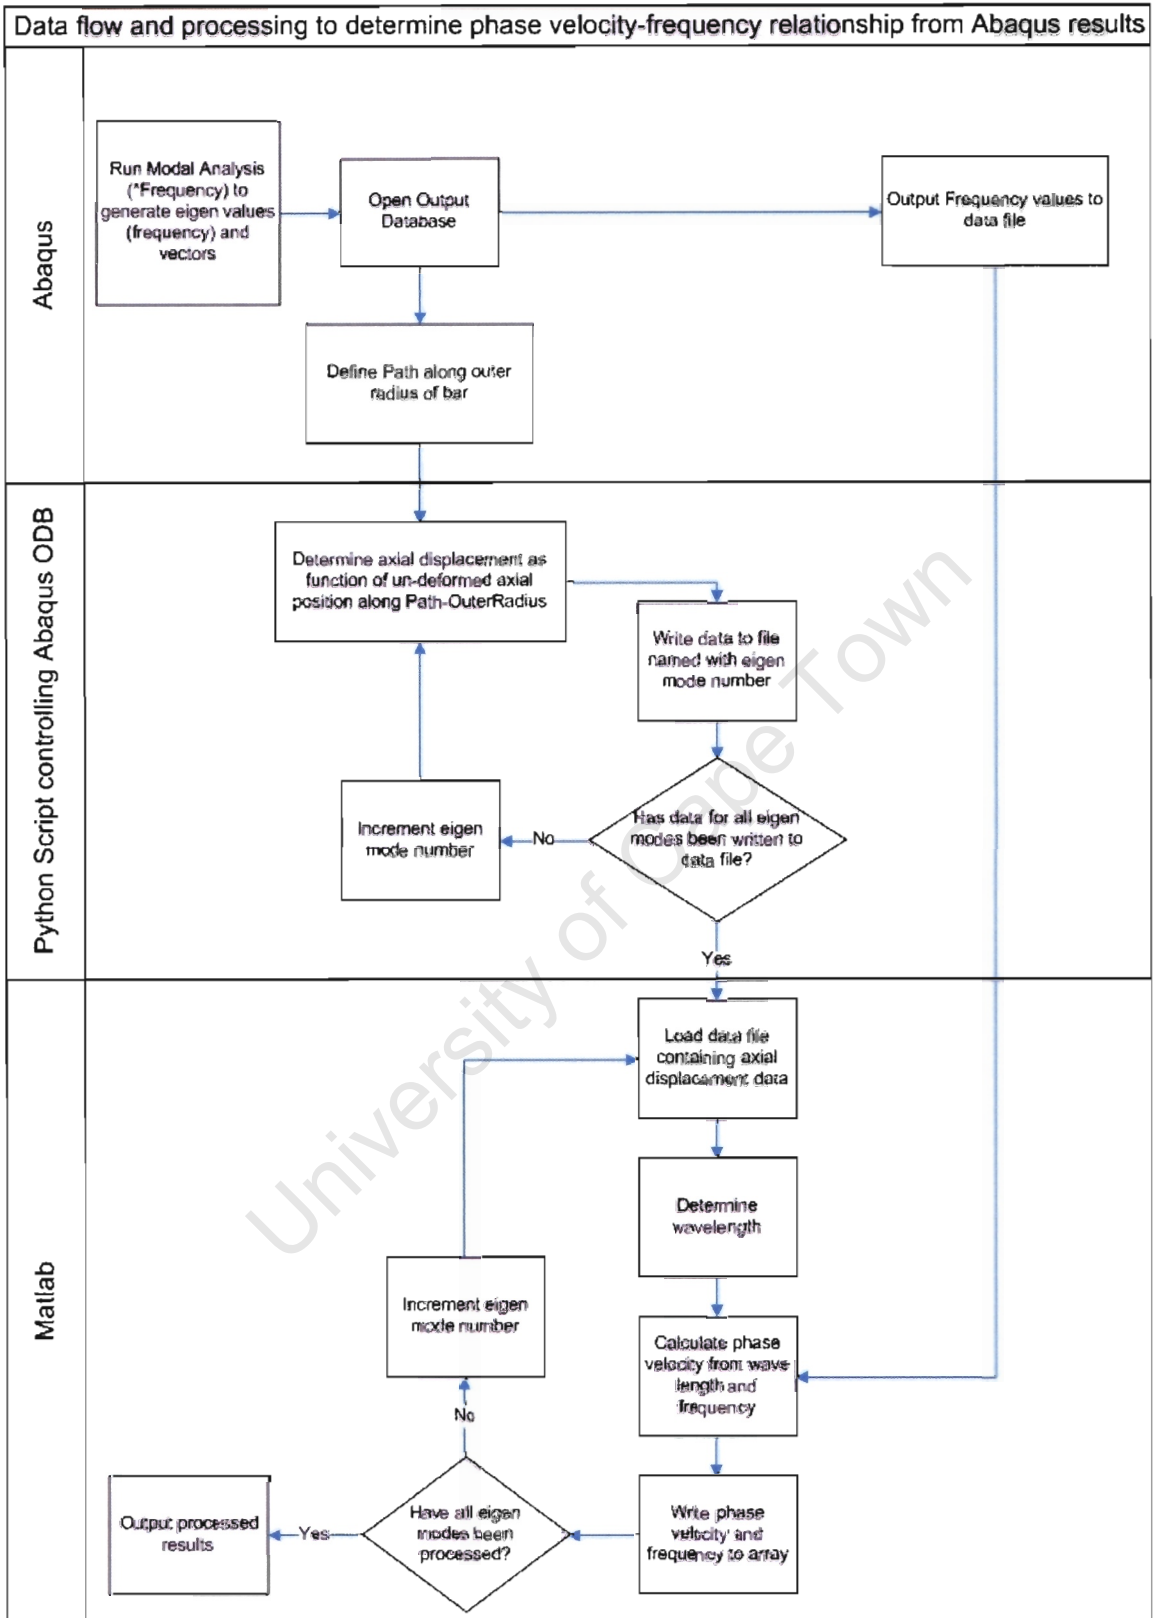 Data flow and processing to determine phase velocity-frequency relationship from Abaqus results
Abaqus
Run Modal Analysis
(*Frequency) to
generate eigen values
(frequency) and
vectors
Open Output
Database
Output Frequency values to
data file
Define Path along outer
radius of bar
Python Script controlling Abaqus ODB
Determine axial displacement as
function of un-deformed axial
position along Path-OuterRadius
Write data to file
named with eigen
mode number
Increment eigen
mode number
No
Has data for all eigen
modes been written to
data file?
Yes
Matlab
Load data file
containing axial
displacement data
Determine
wavelength
Increment eigen
mode number
Calculate phase
velocity from wave
length and
frequency
No
Output processed
results
Yes
Have all eigen
modes been
processed?
Write phase
velocity and
frequency to array
University of Cape Town